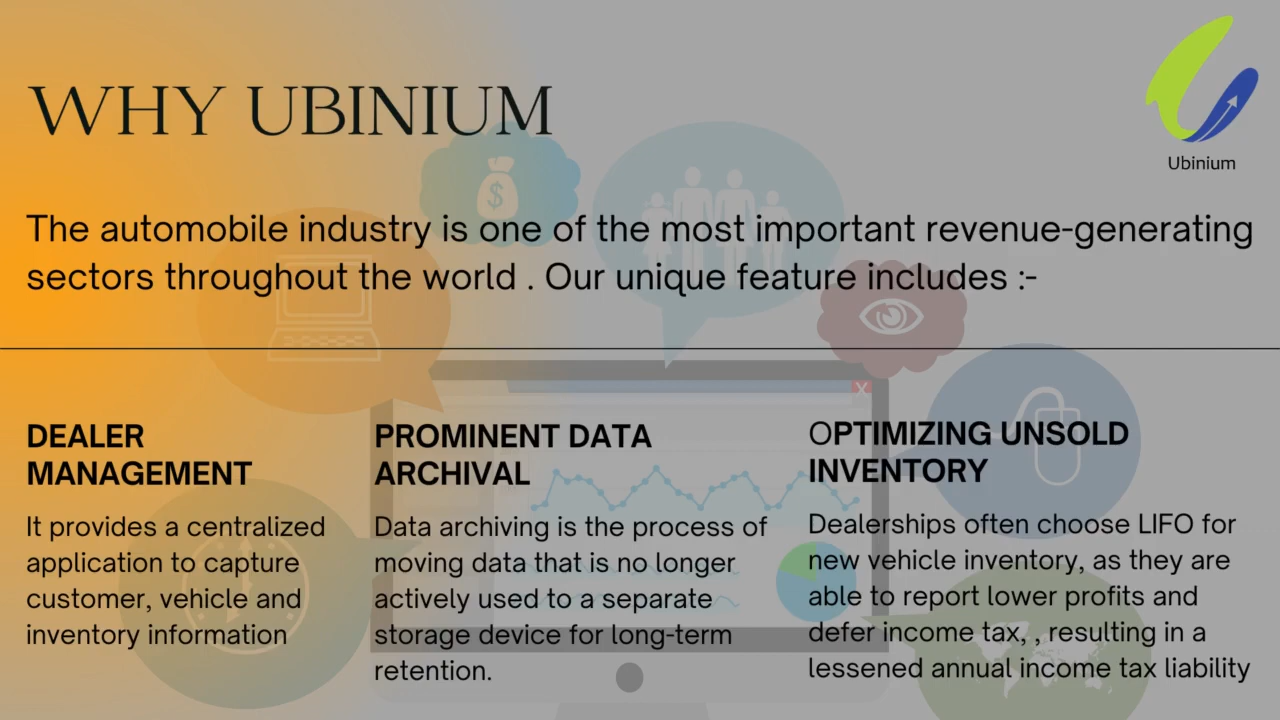 WHY UBINIUM
Ubinium
The automobile industry is one of the most important revenue-generating
sectors throughout the world . Our unique feature includes :-
DEALER
MANAGEMENT
It provides a centralized
application to capture
customer, vehicle and
inventory information
PROMINENT DATA
ARCHIVAL
Data archiving is the process of
moving data that is no longer
actively used to a separate
storage device for long-term
retention.
OPTIMIZING UNSOLD
INVENTORY
Dealerships often choose LIFO for
new vehicle inventory, as they are
able to report lower profits and
defer income tax, , resulting in a
lessened annual income tax liability